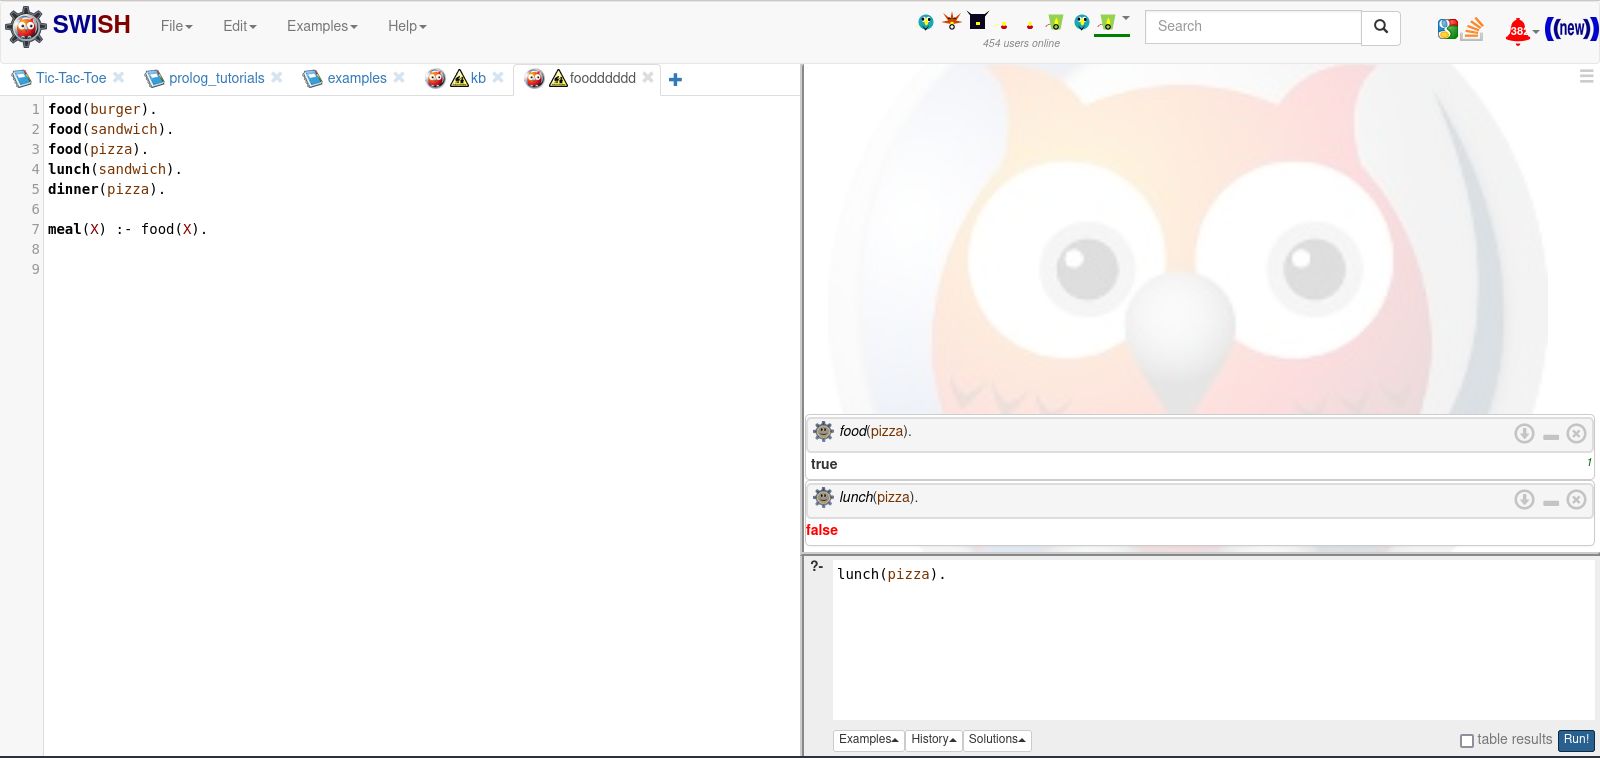 SWISH File Edit Examples Help Search 382 ((new))
454 users online
Tic-Tac-Toe prolog_tutorials examples kb foodddddd
1 food(burger).
2 food(sandwich).
3 food(pizza).
4 lunch(sandwich).
5 dinner(pizza).
6
7 meal(X) :- food(X).
8
9
food(pizza).
true 1
lunch(pizza).
false
?- lunch(pizza).
Examples History Solutions table results Run!